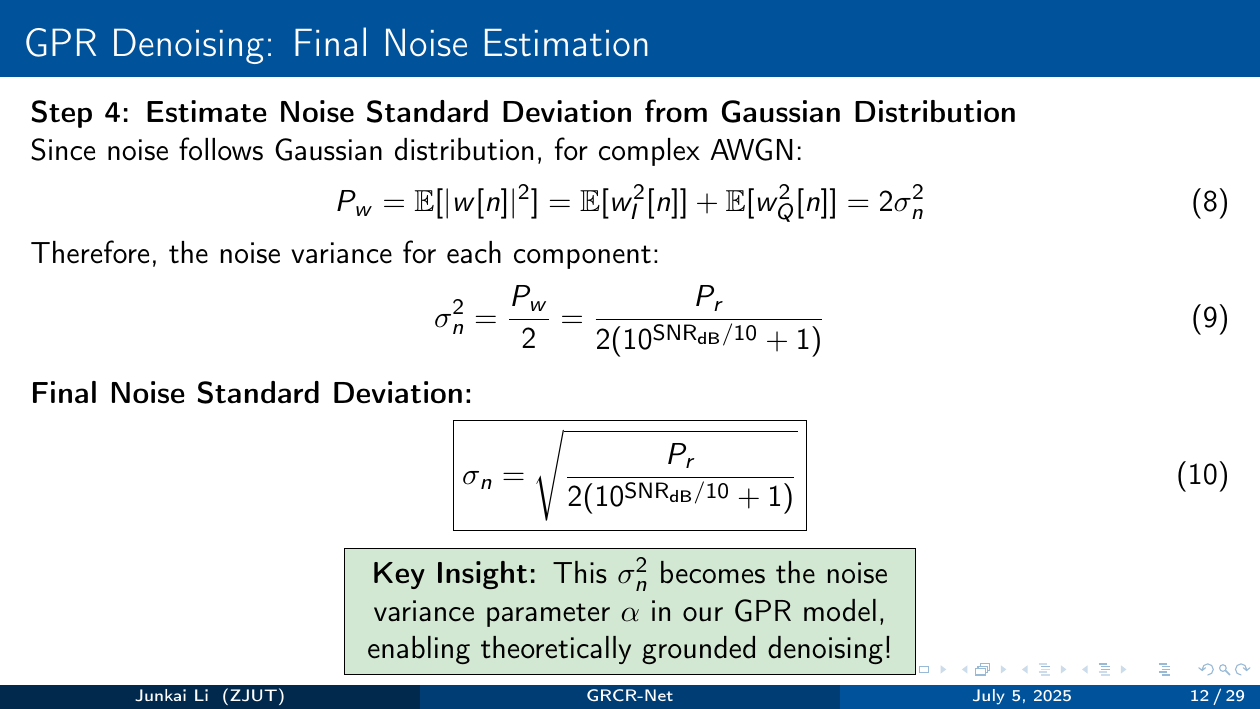 GPR Denoising: Final Noise Estimation
Step 4: Estimate Noise Standard Deviation from Gaussian Distribution
Since noise follows Gaussian distribution, for complex AWGN:
P_w = 𝔼[|w[n]|²] = 𝔼[w_I²[n]] + 𝔼[w_Q²[n]] = 2σ_n² (8)
Therefore, the noise variance for each component:
σ_n² = P_w / 2 = P_r / 2(10^{SNR_dB/10} + 1) (9)
Final Noise Standard Deviation:
σ_n = √(P_r / 2(10^{SNR_dB/10} + 1)) (10)
Key Insight: This σ_n² becomes the noise
variance parameter α in our GPR model,
enabling theoretically grounded denoising!
Junkai Li (ZJUT) GRCR-Net July 5, 2025 12 / 29